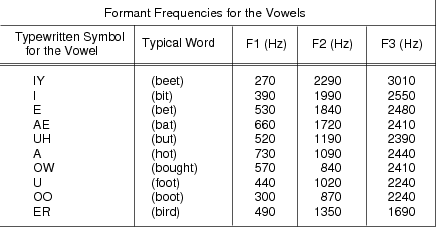 Formant Frequencies for the Vowels
Typewritten Symbol for the Vowel Typical Word F1 (Hz) F2 (Hz) F3 (Hz)
IY (beet) 270 2290 3010
I (bit) 390 1990 2550
E (bet) 530 1840 2480
AE (bat) 660 1720 2410
UH (but) 520 1190 2390
A (hot) 730 1090 2440
OW (bought) 570 840 2410
U (foot) 440 1020 2240
OO (boot) 300 870 2240
ER (bird) 490 1350 1690